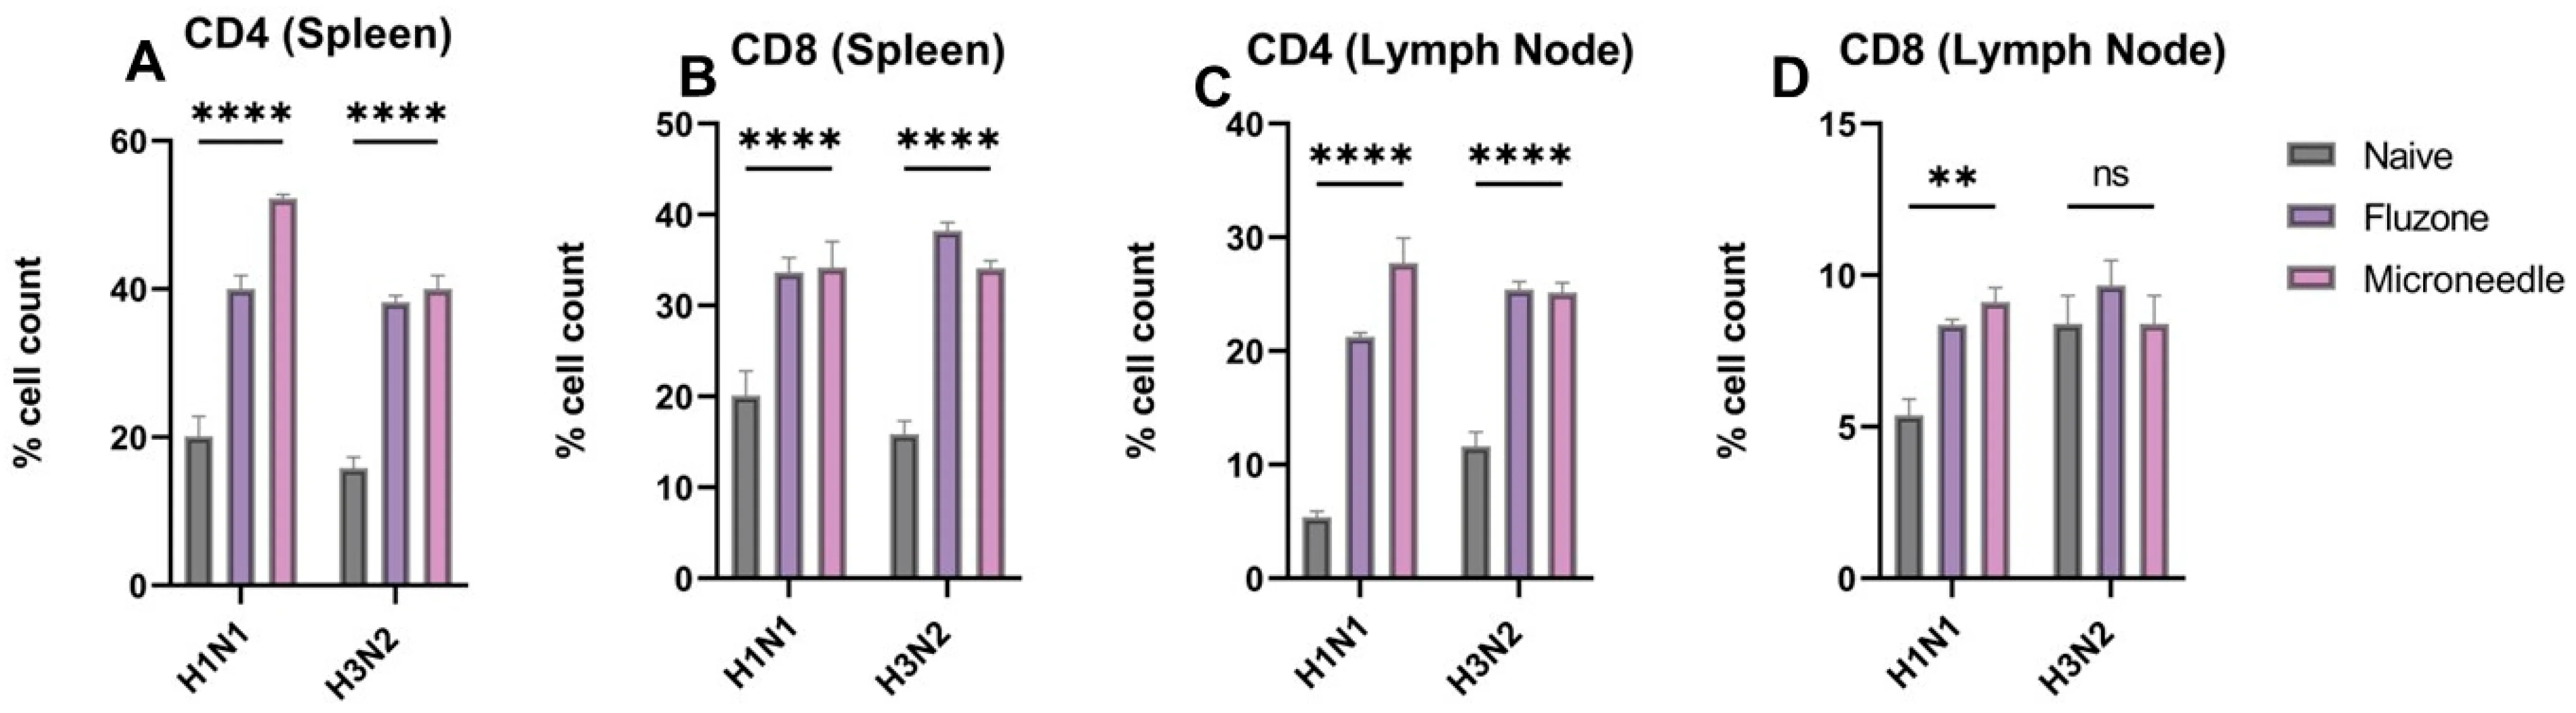 A CD4 (Spleen)
**** ****
% cell count
60
40
20
0
H1N1 H3N2
B CD8 (Spleen)
**** ****
% cell count
50
40
30
20
10
0
H1N1 H3N2
C CD4 (Lymph Node)
**** ****
% cell count
40
30
20
10
0
H1N1 H3N2
D CD8 (Lymph Node)
** ns
% cell count
15
10
5
0
H1N1 H3N2
Naive
Fluzone
Microneedle